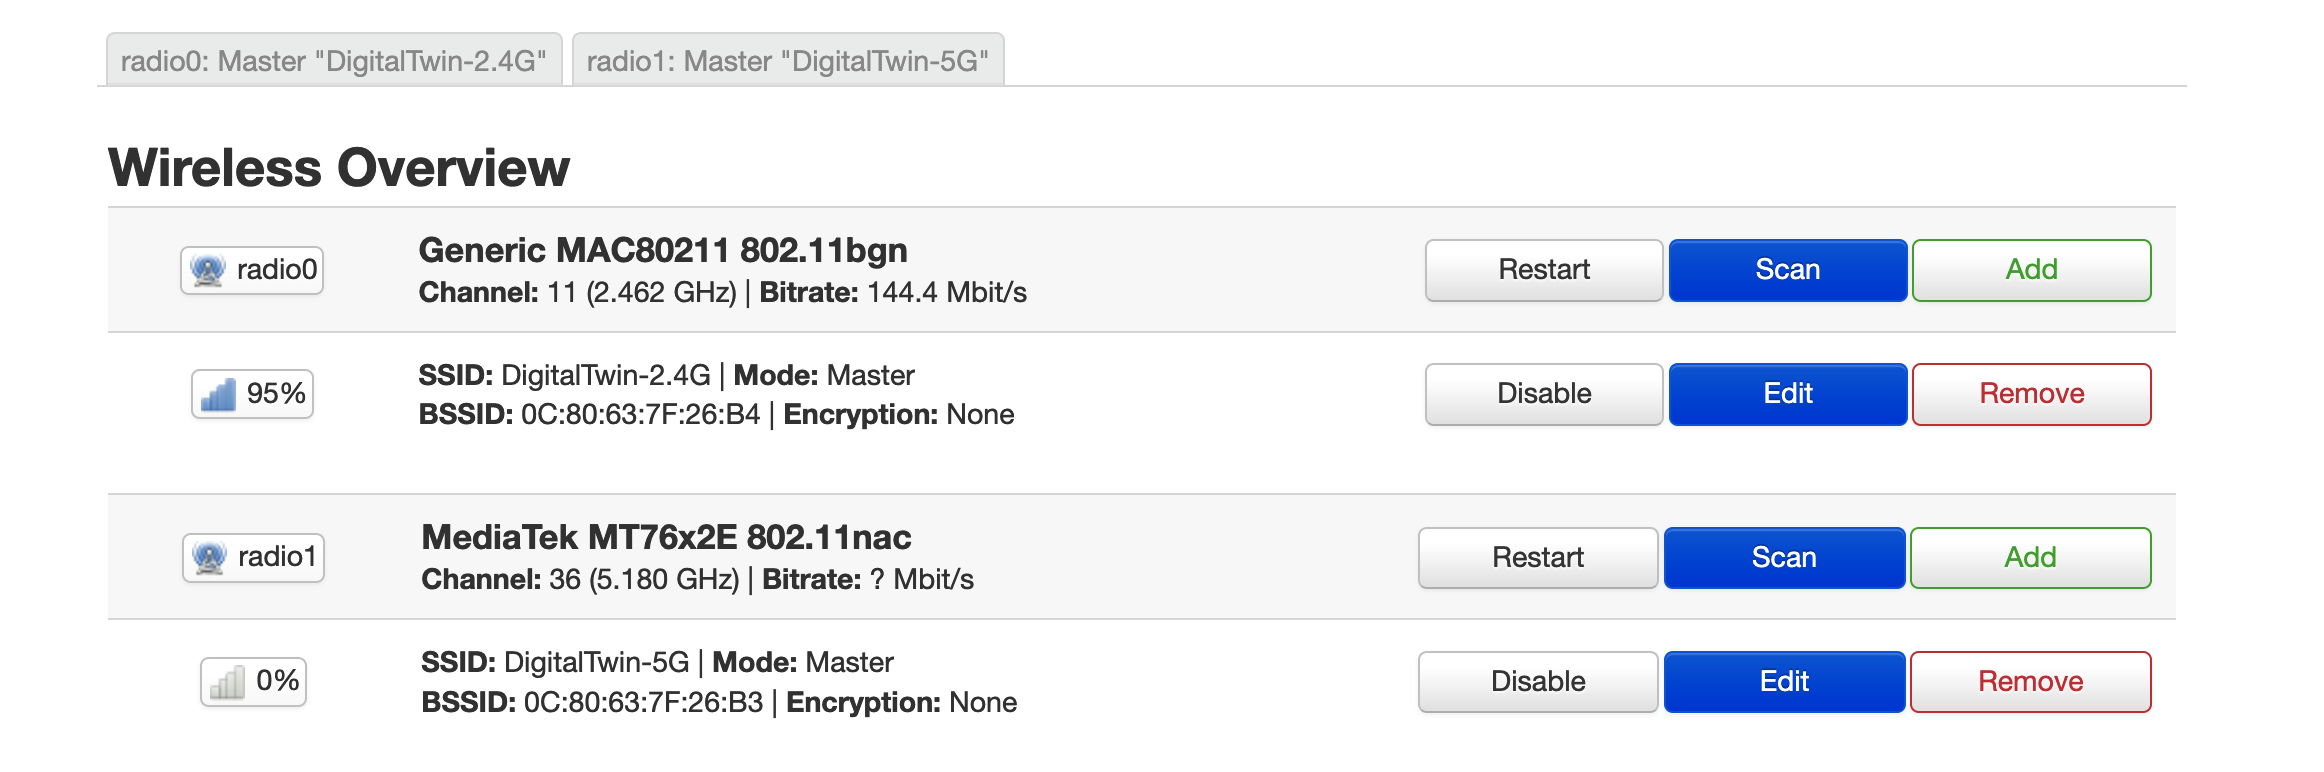 radio0: Master "DigitalTwin-2.4G" radio1: Master "DigitalTwin-5G"
Wireless Overview
radio0
Generic MAC80211 802.11bgn
Channel: 11 (2.462 GHz) | Bitrate: 144.4 Mbit/s
Restart Scan Add
95%
SSID: DigitalTwin-2.4G | Mode: Master
BSSID: 0C:80:63:7F:26:B4 | Encryption: None
Disable Edit Remove
radio1
MediaTek MT76x2E 802.11nac
Channel: 36 (5.180 GHz) | Bitrate: ? Mbit/s
Restart Scan Add
0%
SSID: DigitalTwin-5G | Mode: Master
BSSID: 0C:80:63:7F:26:B3 | Encryption: None
Disable Edit Remove